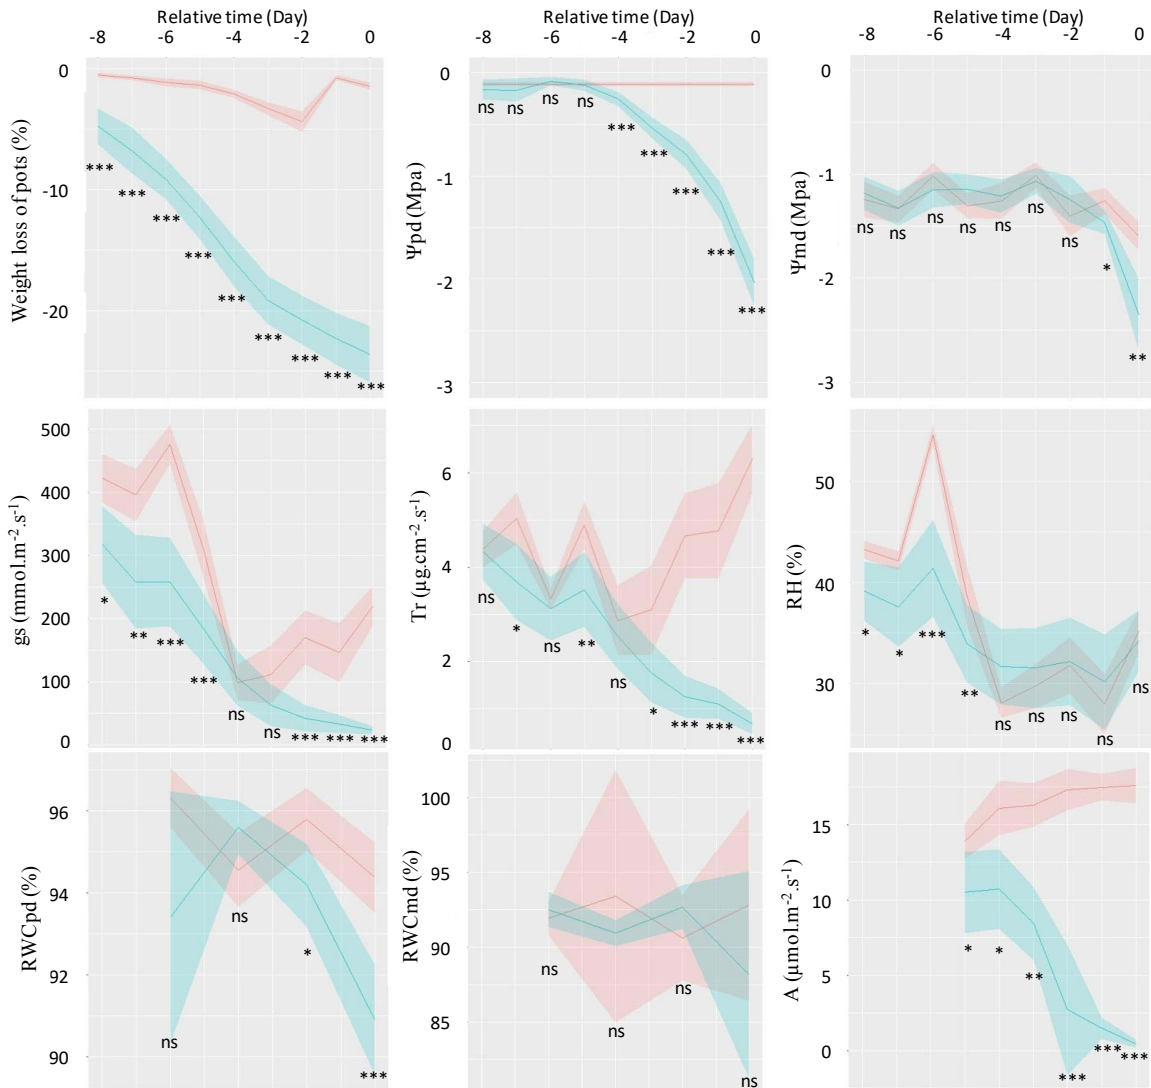 Relative time (Day)
-8 -6 -4 -2 0
Relative time (Day)
-8 -6 -4 -2 0
Relative time (Day)
-8 -6 -4 -2 0
Weight loss of pots (%)
0
-10
-20
*** *** *** *** *** *** *** *** ***
Ψpd (Mpa)
0
-1
-2
-3
ns ns ns ns *** *** *** *** ***
Ψmd (Mpa)
0
-1
-2
-3
ns ns ns ns ns ns ns * **
gs (mmol.m-2.s-1)
500
400
300
200
100
0
* ** *** *** ns ns *** *** ***
Tr (µg.cm-2.s-1)
6
4
2
0
ns * ns ** ns * *** *** ***
RH (%)
50
40
30
* * *** ** ns ns ns ns ns
RWCpd (%)
96
94
92
90
ns ns * ***
RWCmd (%)
100
95
90
85
ns ns ns ns
A (µmol.m-2.s-1)
15
10
5
0
* * ** *** *** ***